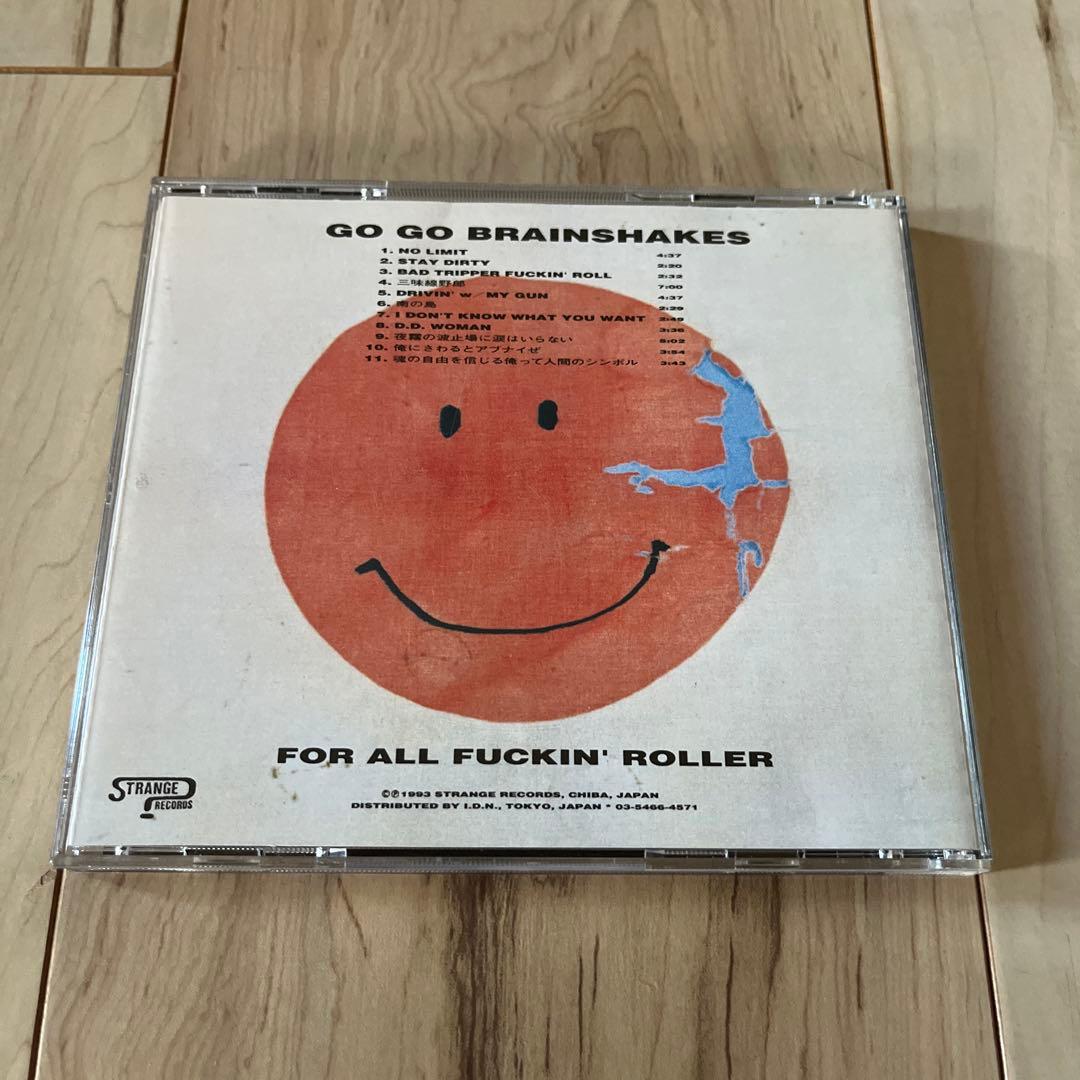 GO GO BRAINSHAKES
1. NO LIMIT 4:37
2. STAY DIRTY 2:20
3. BAD TRIPPER FUCKIN' ROLL 2:32
4. 三味線野郎 7:00
5. DRIVIN' w/ MY GUN 4:37
6. 南の島 2:29
7. I DON'T KNOW WHAT YOU WANT 2:49
8. D.D. WOMAN 3:36
9. 夜霧の波止場に涙はいらない 5:02
10. 俺にさわるとアブナイぜ 3:54
11. 魂の自由を信じる俺って人間のシンボル 3:43
FOR ALL FUCKIN' ROLLER
STRANGE
RECORDS
©℗1993 STRANGE RECORDS, CHIBA, JAPAN
DISTRIBUTED BY I.D.N., TOKYO, JAPAN * 03-5466-4571